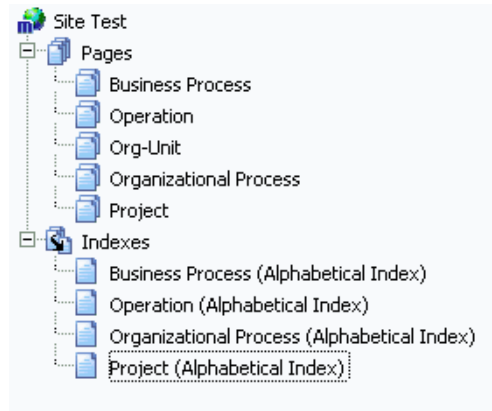 Site Test
Pages
Business Process
Operation
Org-Unit
Organizational Process
Project
Indexes
Business Process (Alphabetical Index)
Operation (Alphabetical Index)
Organizational Process (Alphabetical Index)
Project (Alphabetical Index)